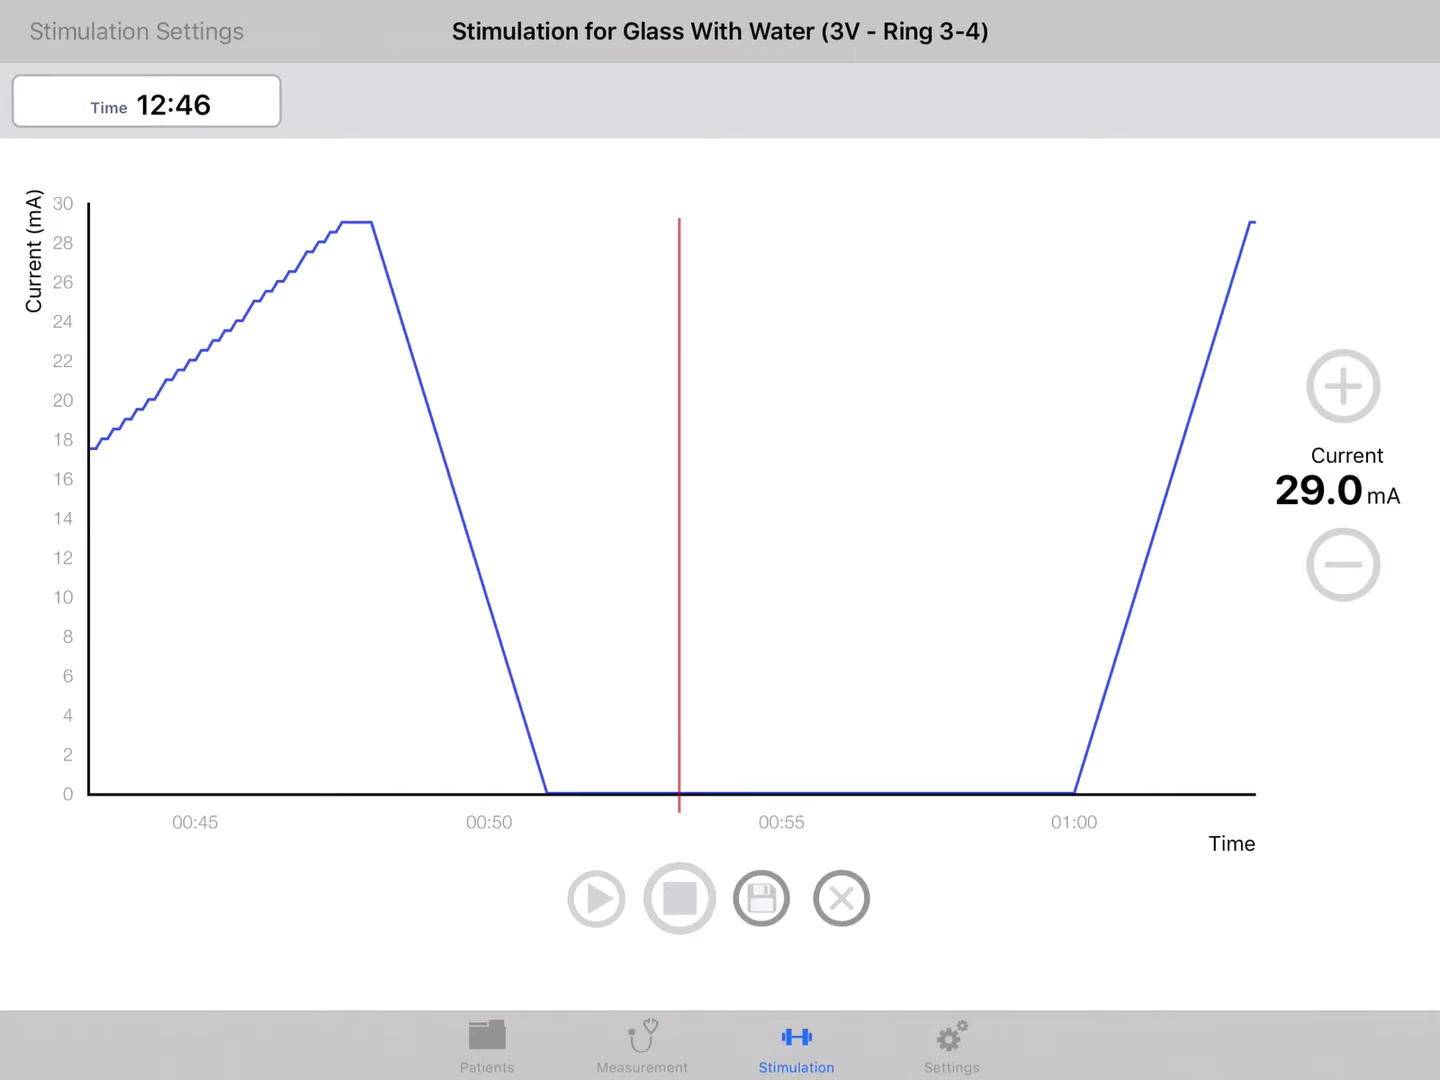 Stimulation Settings
Stimulation for Glass With Water (3V - Ring 3-4)
Time 12:46
Current (mA)
30
28
26
24
22
20
18
16
14
12
10
8
6
4
2
0
00:45
00:50
00:55
01:00
Time
Current
29.0 mA
Patients
Measurement
Stimulation
Settings